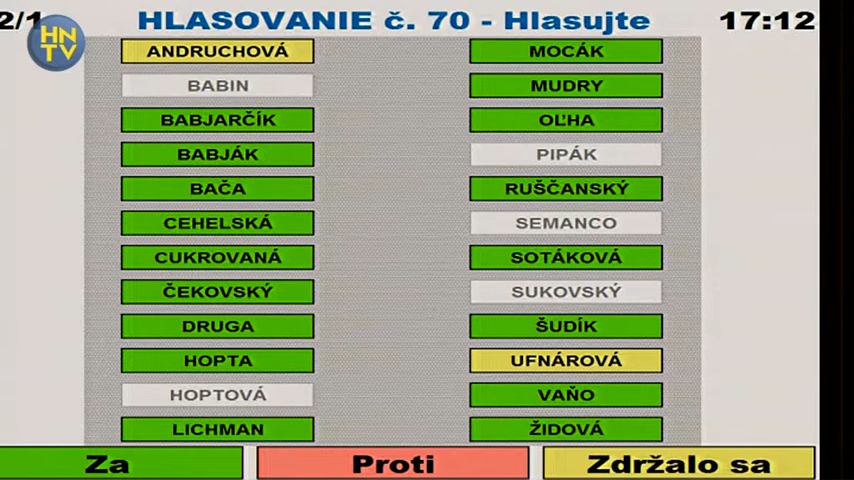 2/1
HLASOVANIE č. 70 - Hlasujte
17:12
HN
TV
ANDRUCHOVÁ
BABIN
BABJARČÍK
BABJÁK
BAČA
CEHELSKÁ
CUKROVANÁ
ČEKOVSKÝ
DRUGA
HOPTA
HOPTOVÁ
LICHMAN
MOCÁK
MUDRY
OĽHA
PIPÁK
RUŠČANSKÝ
SEMANCO
SOTÁKOVÁ
SUKOVSKÝ
ŠUDÍK
UFNÁROVÁ
VAŇO
ŽIDOVÁ
Za
Proti
Zdržalo sa